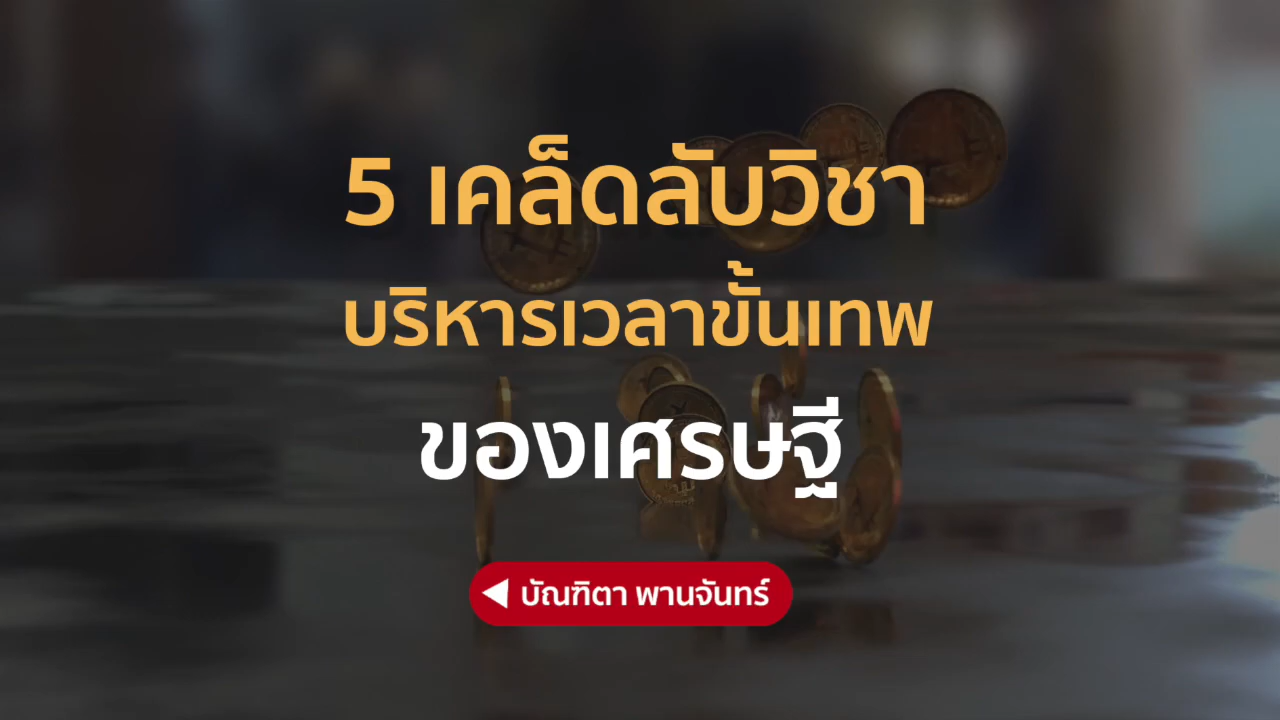 5 เคล็ดลับวิชา
บริหารเวลาขั้นเทพ
ของเศรษฐี
บัณฑิตา พานจันทร์